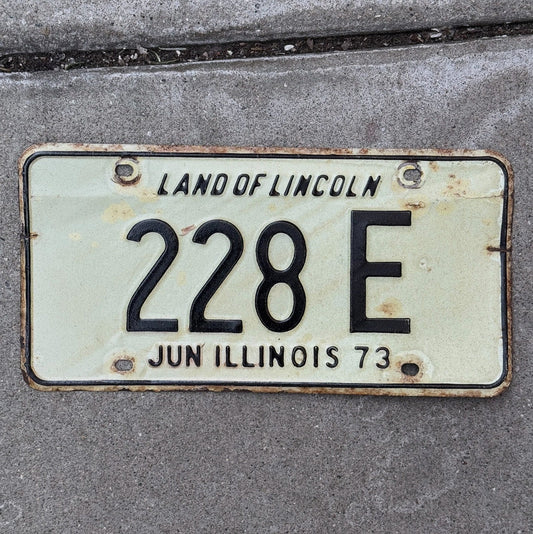 LAND OF LINCOLN
228 E
JUN ILLINOIS 73